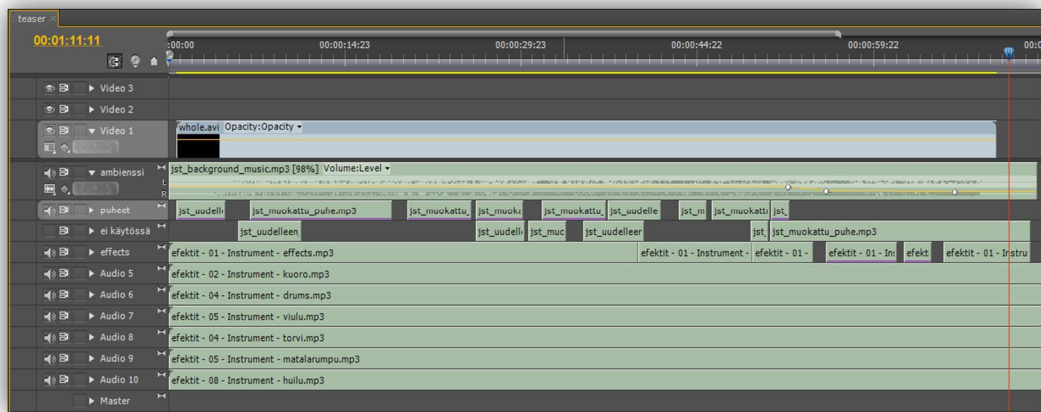 teaser ×
00:01:11:11
:00:00 00:00:14:23 00:00:29:23 00:00:44:22 00:00:59:22 00:0
Video 3
Video 2
Video 1 whole.avi Opacity:Opacity
ambienssi jst_background_music.mp3 [98%] Volume:Level
L
R
puheet jst_uudell jst_muokattu_puhe.mp3 jst_muokattu_ jst_muoka jst_muokattu_ jst_uudelle jst_m jst_muokattu jst_
ei käytössä jst_uudelleen jst_uudell jst_muc jst_uudelleer jst_ jst_muokattu_puhe.mp3
effects efektit - 01 - Instrument - effects.mp3 efektit - 01 - Instrument - efektit - 01 - efektit - 01 - Ins efekt efektit - 01 - Instru
Audio 5 efektit - 02 - Instrument - kuoro.mp3
Audio 6 efektit - 04 - Instrument - drums.mp3
Audio 7 efektit - 05 - Instrument - viulu.mp3
Audio 8 efektit - 04 - Instrument - torvi.mp3
Audio 9 efektit - 05 - Instrument - matalarumpu.mp3
Audio 10 efektit - 08 - Instrument - huilu.mp3
Master